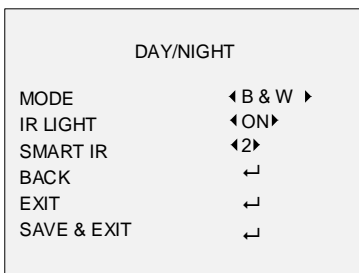 DAY/NIGHT
MODE ◀ B & W ▶
IR LIGHT ◀ ON ▶
SMART IR ◀ 2 ▶
BACK ↵
EXIT ↵
SAVE & EXIT ↵